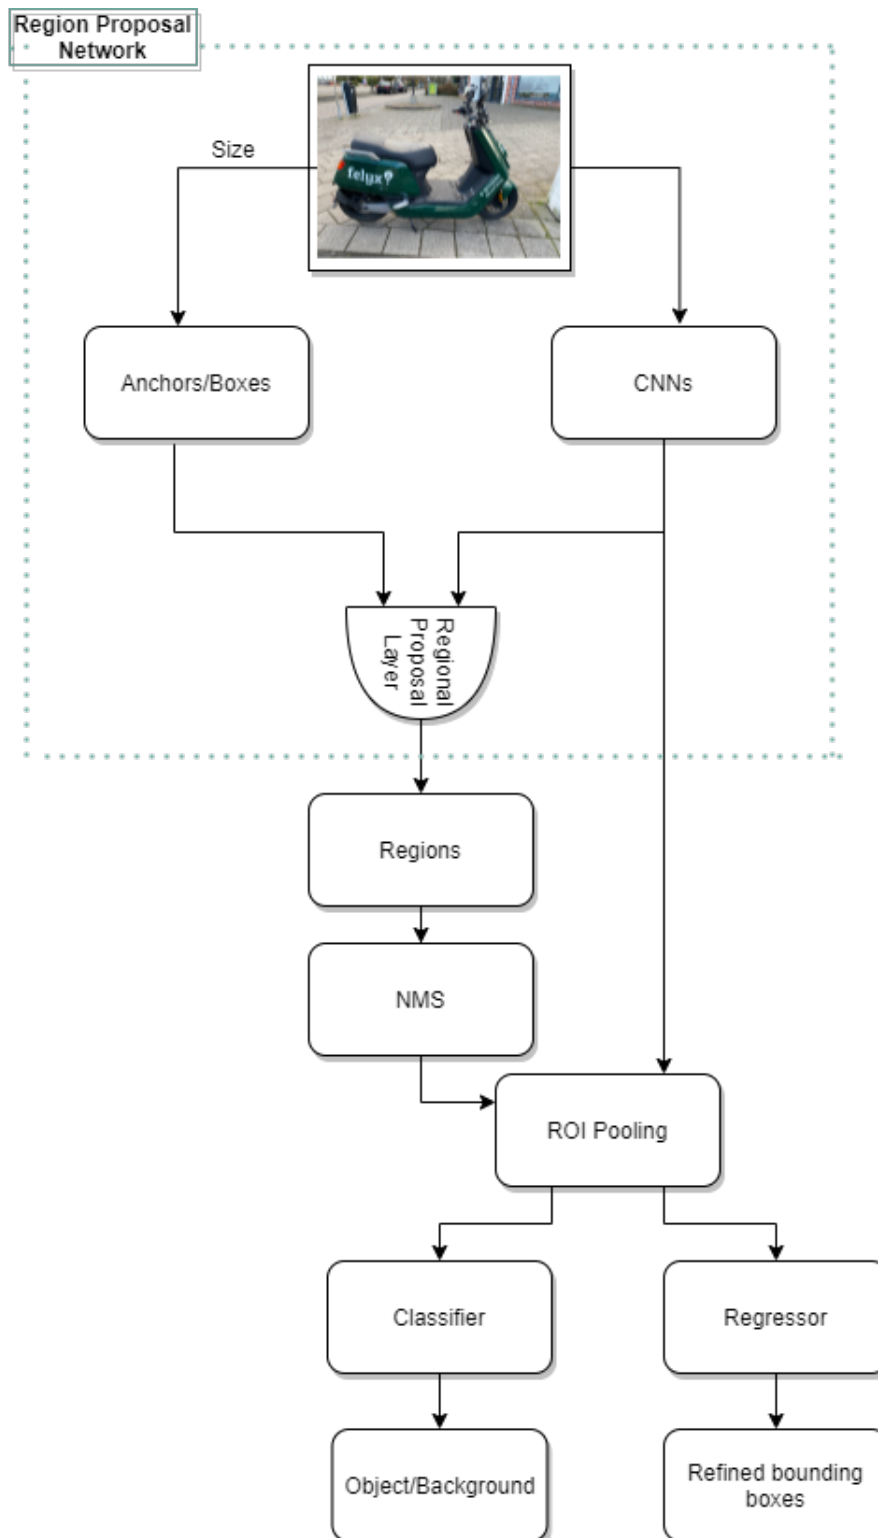 Region Proposal
Network
Size
felyx
Anchors/Boxes
CNNs
Regional
Proposal
Layer
Regions
NMS
ROI Pooling
Classifier
Regressor
Object/Background
Refined bounding
boxes